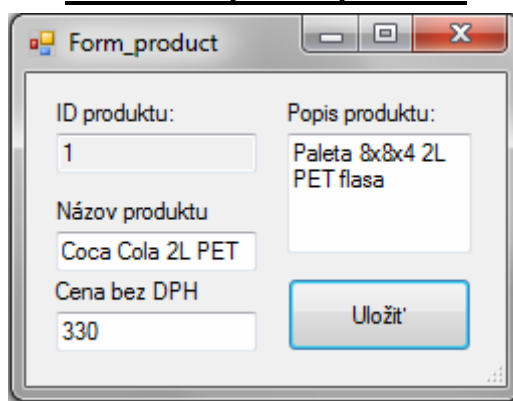 Form_product
ID produktu:
1
Názov produktu
Coca Cola 2L PET
Cena bez DPH
330
Popis produktu:
Paleta 8x8x4 2L
PET flasa
Uložiť